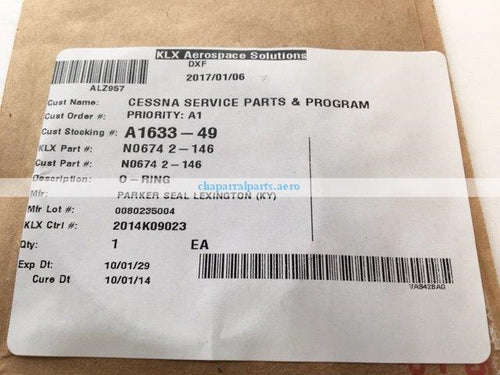 KLX Aerospace Solutions
DXF
2017/01/06
ALZ957
Cust Name: CESSNA SERVICE PARTS & PROGRAM
Cust Order #: PRIORITY: A1
Cust Stocking #: A1633-49
KLX Part #: N0674 2-146
Cust Part #: N0674 2-146
Description: O-RING
chaparralparts.aero
Mfr: PARKER SEAL LEXINGTON (KY)
Mfr Lot #: 0080235004
KLX Ctrl #: 2014K09023
Qty: 1 EA
Exp Dt: 10/01/29
Cure Dt 10/01/14